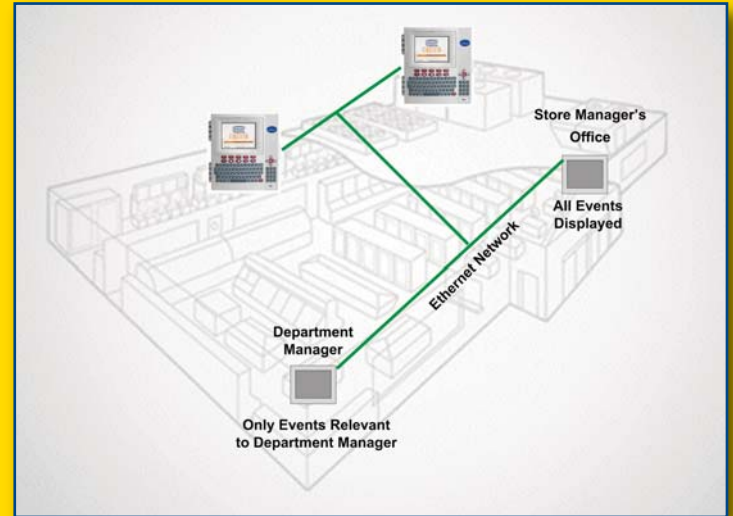 Store Manager's
Office
All Events
Displayed
Ethernet Network
Department
Manager
Only Events Relevant
to Department Manager